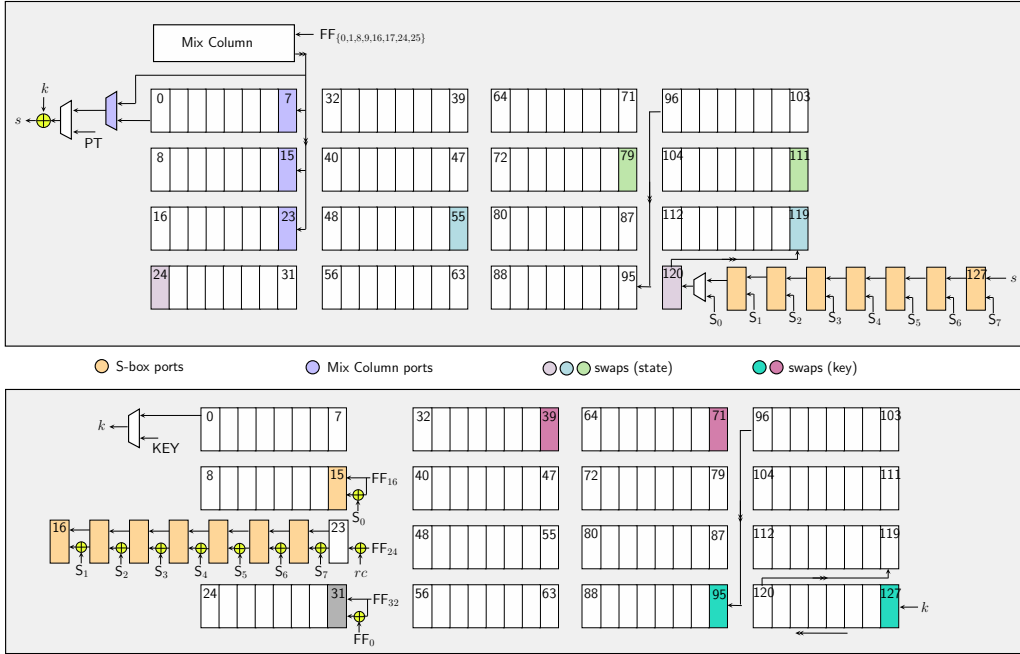 Mix Column
FF{0,1,8,9,16,17,24,25}
k
s
PT
0 7 32 39 64 71 96 103
8 15 40 47 72 79 104 111
16 23 48 55 80 87 112 119
24 31 56 63 88 95 120 127 s
S0 S1 S2 S3 S4 S5 S6 S7
S-box ports Mix Column ports swaps (state) swaps (key)
k
KEY
0 7 32 39 64 71 96 103
8 15 FF16 40 47 72 79 104 111
S0
16 23 FF24 48 55 80 87 112 119
S1 S2 S3 S4 S5 S6 S7 rc
24 31 FF32 56 63 88 95 120 127 k
FF0